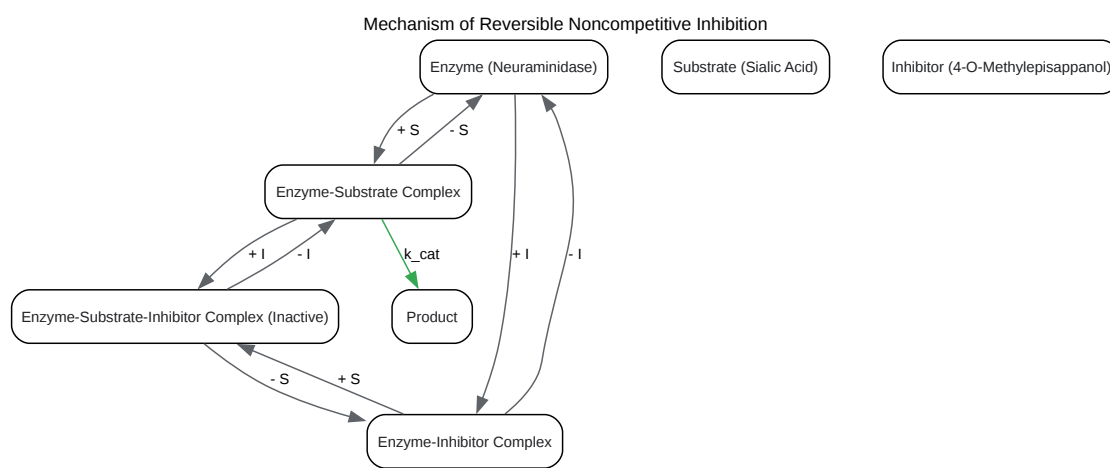 Mechanism of Reversible Noncompetitive Inhibition
Enzyme (Neuraminidase)
Substrate (Sialic Acid)
Inhibitor (4-O-Methylepisappanol)
+ S
- S
Enzyme-Substrate Complex
+ I
- I
k_cat
+ I
- I
Enzyme-Substrate-Inhibitor Complex (Inactive)
Product
- S
+ S
Enzyme-Inhibitor Complex